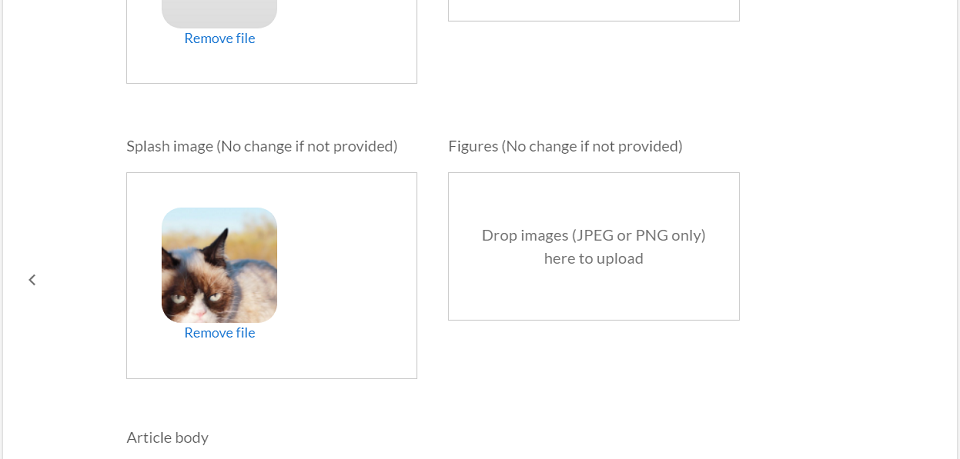 Remove file
Splash image (No change if not provided)
Figures (No change if not provided)
Drop images (JPEG or PNG only)
here to upload
Remove file
Article body